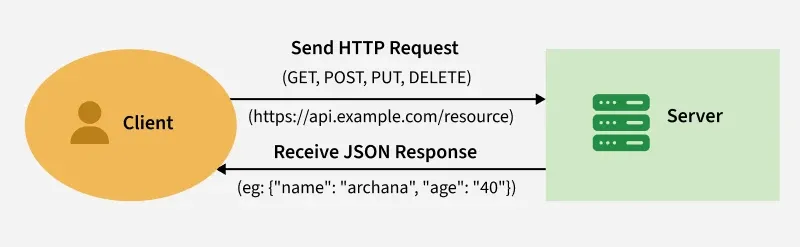 Send HTTP Request
(GET, POST, PUT, DELETE)
Client
(https://api.example.com/resource)
Server
Receive JSON Response
(eg: {"name": "archana", "age": "40"})